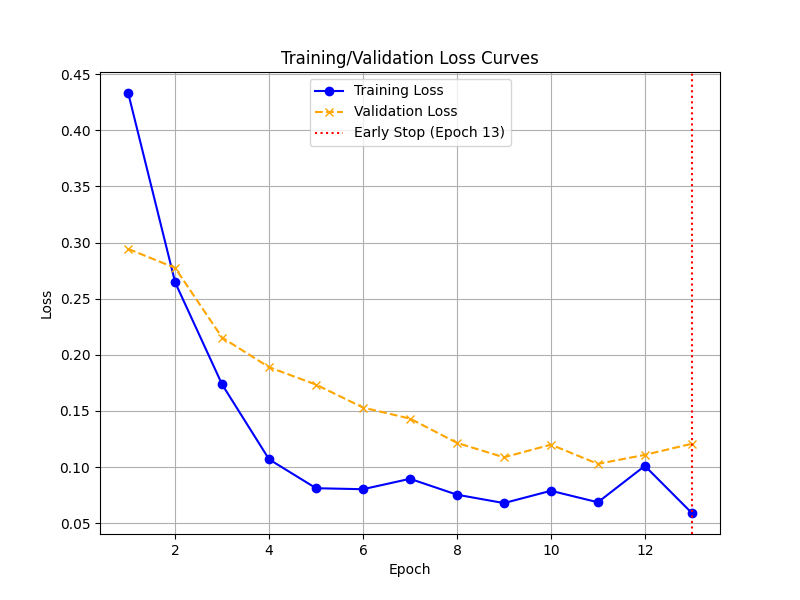 Training/Validation Loss Curves
Training Loss
Validation Loss
Early Stop (Epoch 13)
0.45
0.40
0.35
0.30
0.25
0.20
0.15
0.10
0.05
Loss
2 4 6 8 10 12
Epoch